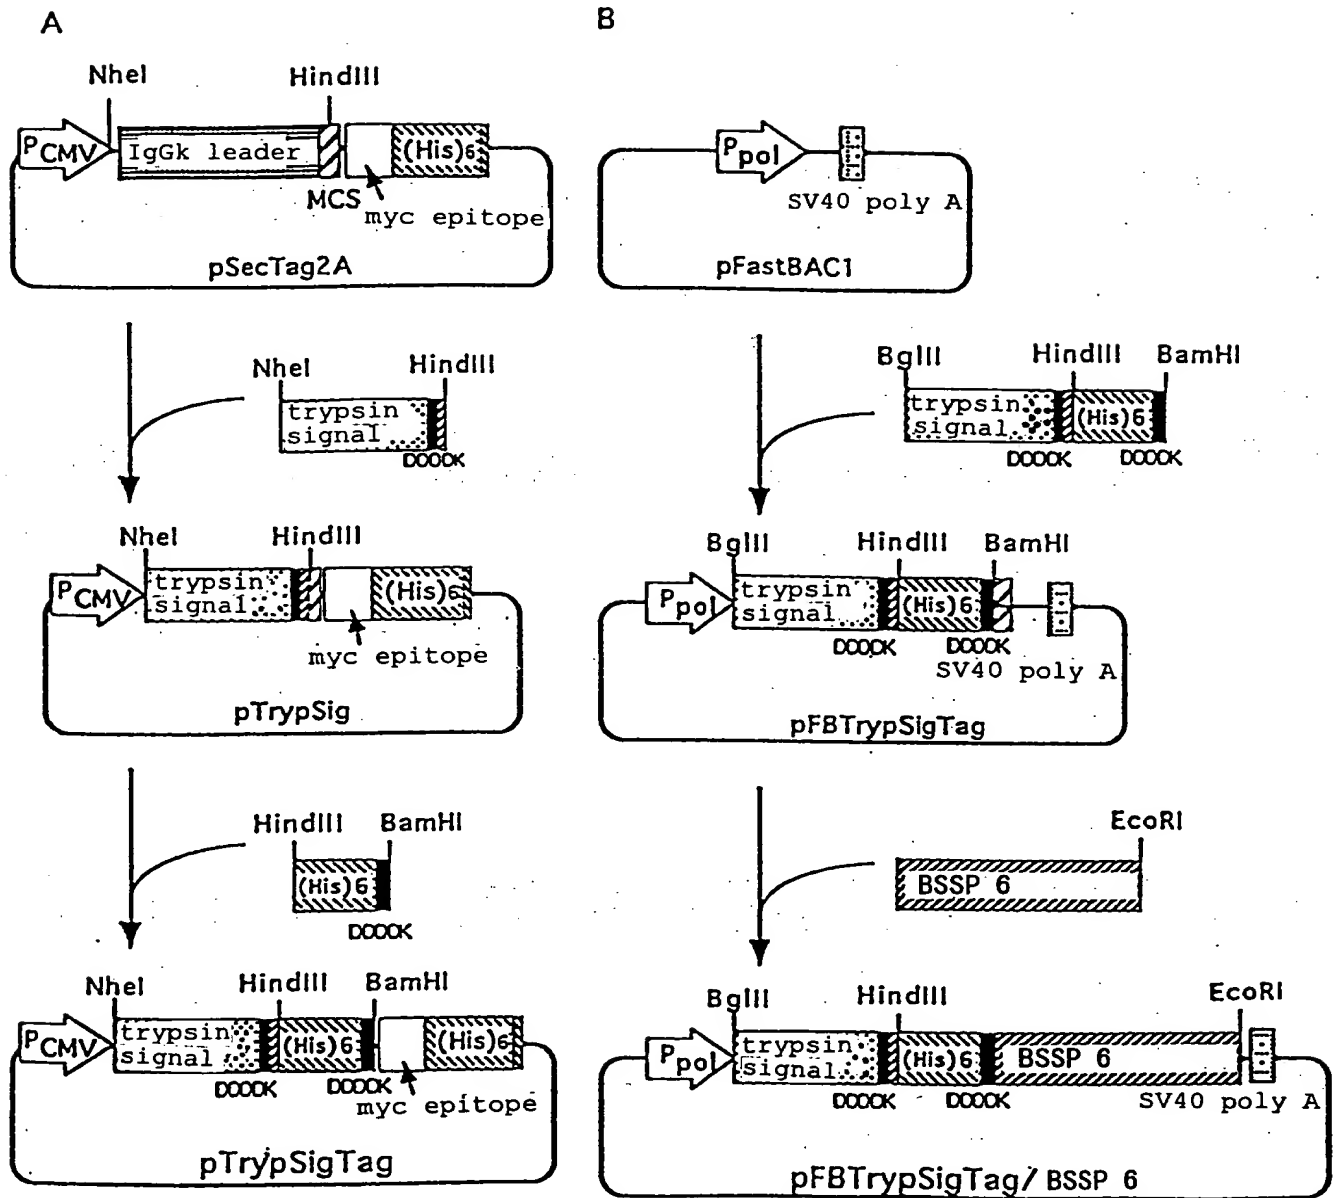 A
NheI
HindIII
PCMV
IgGk leader
(His)6
MCS
myc epitope
pSecTag2A
NheI
HindIII
trypsin
signal
DDDDK
NheI
HindIII
PCMV
trypsin
signal
(His)6
myc epitope
pTrypSig
HindIII
BamHI
(His)6
DDDDK
NheI
HindIII
BamHI
PCMV
trypsin
signal
(His)6
(His)6
DDDDK
DDDDK
myc epitope
pTrypSigTag
B
Ppol
SV40 poly A
pFastBAC1
BglII
HindIII
BamHI
trypsin
signal
(His)6
DDDDK
DDDDK
BglII
HindIII
BamHI
Ppol
trypsin
signal
(His)6
DDDDK
DDDDK
SV40 poly A
pFBTrypSigTag
EcoRI
BSSP 6
BglII
HindIII
EcoRI
Ppol
trypsin
signal
(His)6
BSSP 6
DDDDK
DDDDK
SV40 poly A
pFBTrypSigTag/BSSP 6